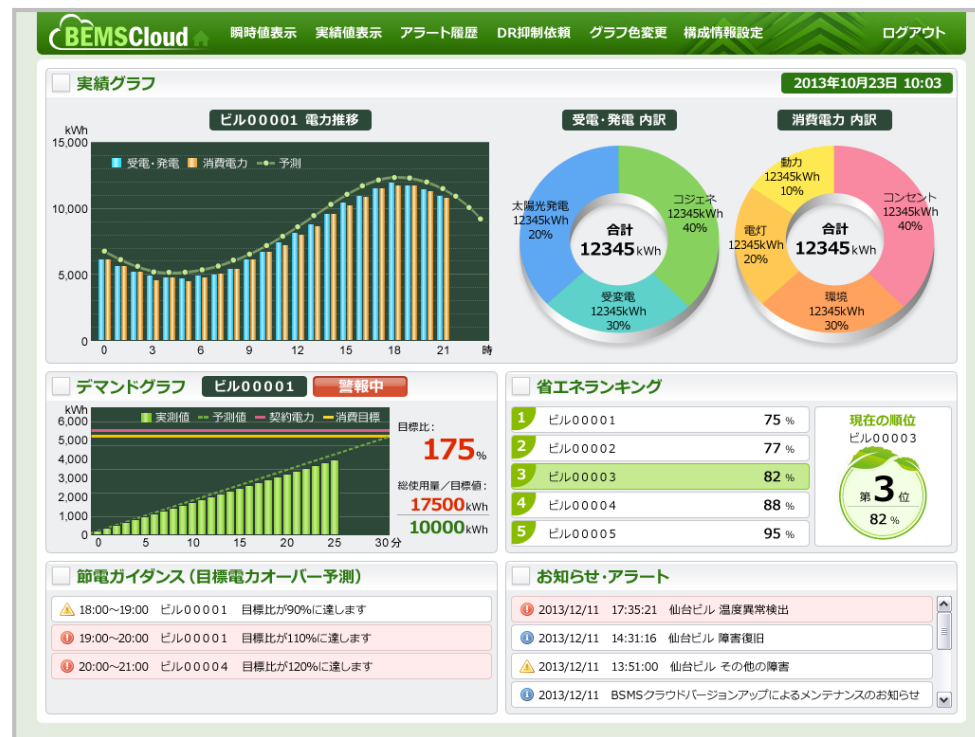 BEMSCloud 瞬時値表示 実績値表示 アラート履歴 DR抑制依頼 グラフ色変更 構成情報設定 ログアウト
実績グラフ 2013年10月23日 10:03
ビル00001 電力推移
kWh
15,000
受電・発電 消費電力 予測
10,000
5,000
0
0 3 6 9 12 15 18 21 時
受電・発電 内訳
太陽光発電
12345kWh
20%
コジェネ
12345kWh
40%
合計
12345kWh
受変電
12345kWh
30%
消費電力 内訳
動力
12345kWh
10%
コンセント
12345kWh
40%
電灯
12345kWh
20%
合計
12345kWh
環境
12345kWh
30%
デマンドグラフ ビル00001 警報中
kWh
6,000
5,000
4,000
3,000
2,000
1,000
0
実測値 予測値 契約電力 消費目標
0 5 10 15 20 25 30分
目標比:
175%
総使用量/目標値:
17500kWh
10000kWh
省エネランキング
1 ビル00001 75 %
2 ビル00002 77 %
3 ビル00003 82 %
4 ビル00004 88 %
5 ビル00005 95 %
現在の順位
ビル00003
第3位
82 %
節電ガイダンス(目標電力オーバー予測)
18:00〜19:00 ビル00001 目標比が90%に達します
19:00〜20:00 ビル00001 目標比が110%に達します
20:00〜21:00 ビル00004 目標比が120%に達します
お知らせ・アラート
2013/12/11 17:35:21 仙台ビル 温度異常検出
2013/12/11 14:31:16 仙台ビル 障害復旧
2013/12/11 13:51:00 仙台ビル その他の障害
2013/12/11 BSMSクラウドバージョンアップによるメンテナンスのお知らせ